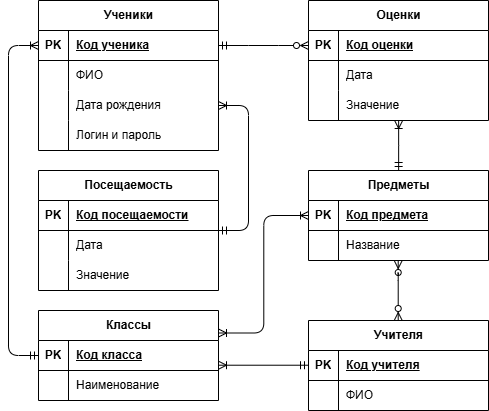 Ученики
PK Код ученика
ФИО
Дата рождения
Логин и пароль
Оценки
PK Код оценки
Дата
Значение
Посещаемость
PK Код посещаемости
Дата
Значение
Предметы
PK Код предмета
Название
Классы
PK Код класса
Наименование
Учителя
PK Код учителя
ФИО